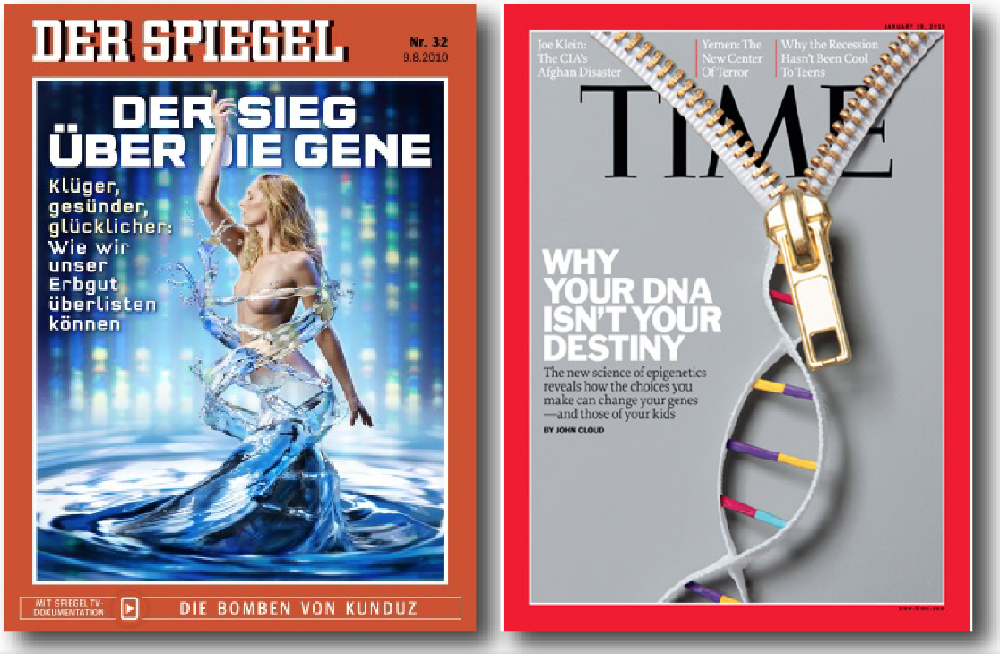 DER SPIEGEL
Nr. 32
9.8.2010
DER SIEG
ÜBER DIE GENE
Klüger,
gesünder,
glücklicher:
Wie wir
unser
Erbgut
überlisten
können
MIT SPIEGEL TV-
DOKUMENTATION
DIE BOMBEN VON KUNDUZ
Joe Klein:
The CIA's
Afghan Disaster
Yemen: The
New Center
Of Terror
Why the Recession
Hasn't Been Cool
To Teens
TIME
WHY
YOUR DNA
ISN'T YOUR
DESTINY
The new science of epigenetics
reveals how the choices you
make can change your genes
—and those of your kids
BY JOHN CLOUD
www.time.com